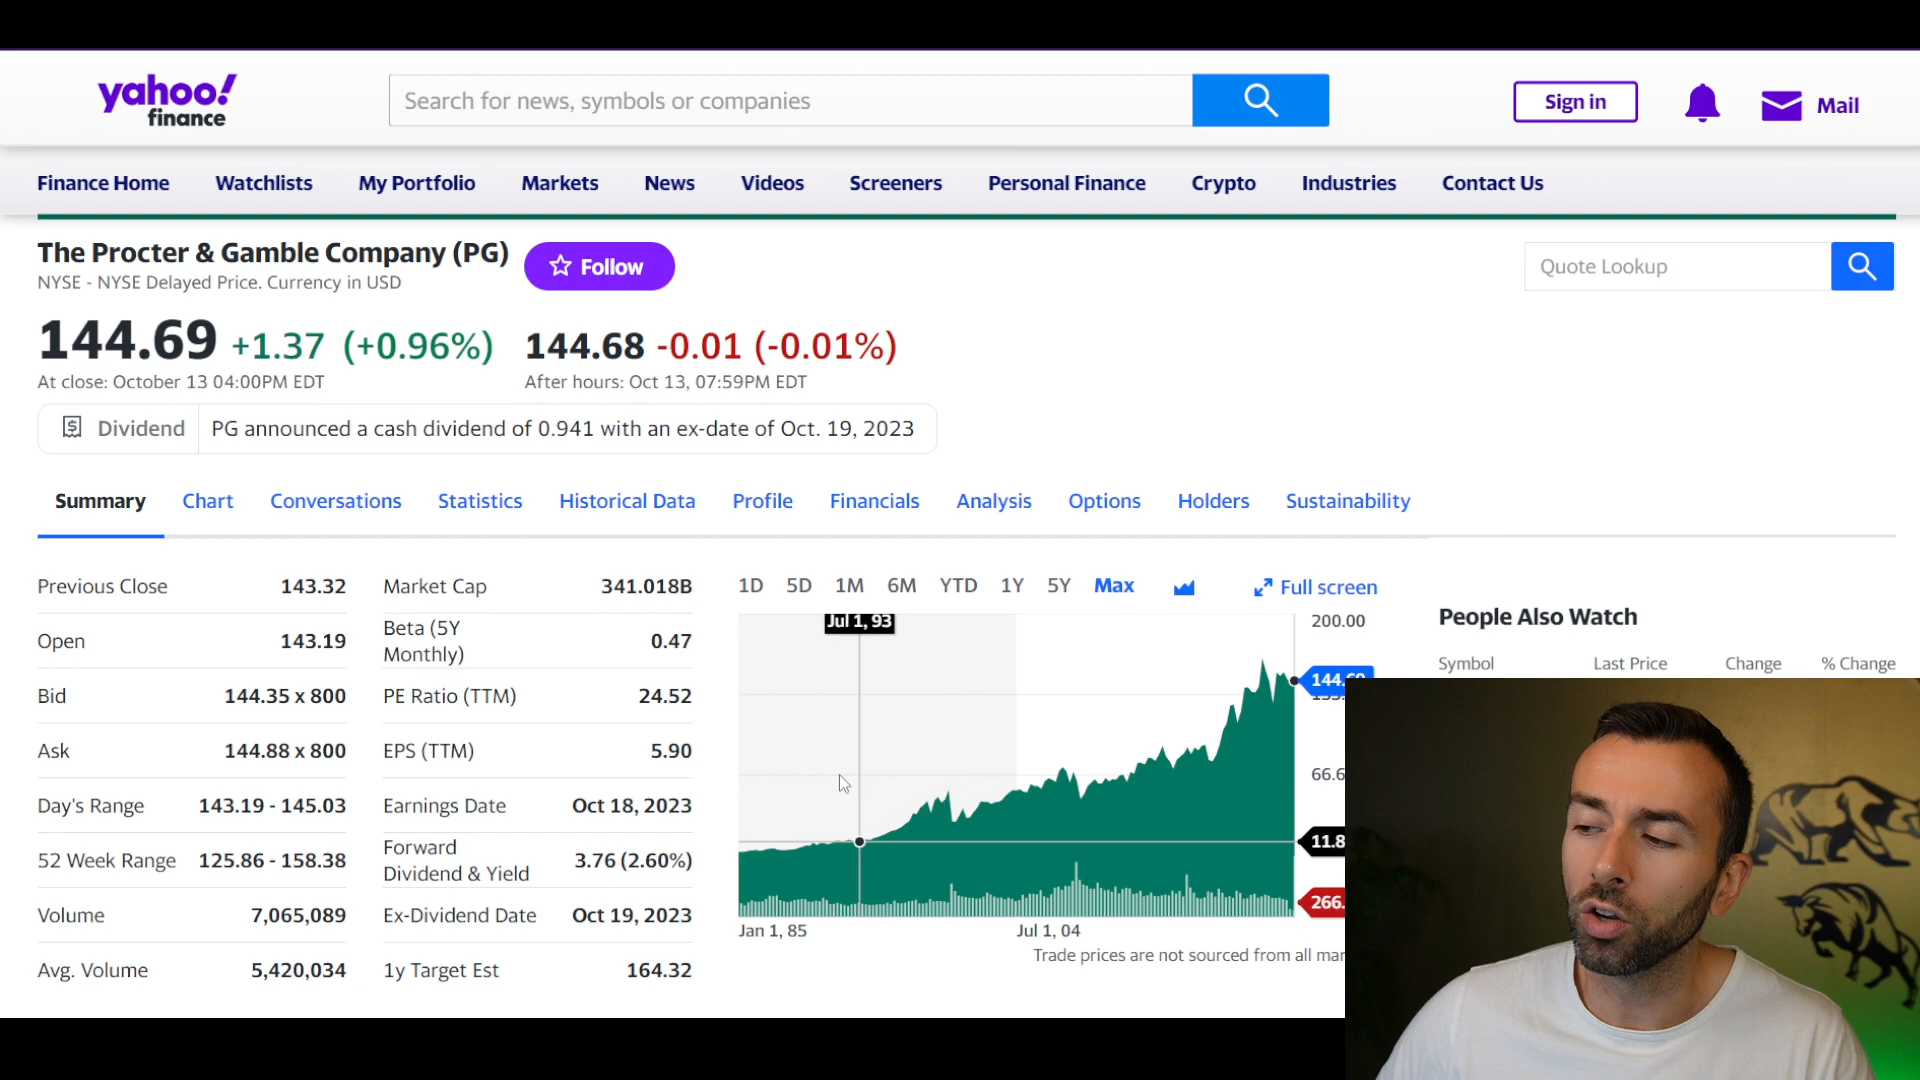 yahoo!
finance
Search for news, symbols or companies
Sign in
Mail
Finance Home Watchlists My Portfolio Markets News Videos Screeners Personal Finance Crypto Industries Contact Us
The Procter & Gamble Company (PG)
Follow
NYSE - NYSE Delayed Price. Currency in USD
Quote Lookup
144.69 +1.37 (+0.96%) 144.68 -0.01 (-0.01%)
At close: October 13 04:00PM EDT After hours: Oct 13, 07:59PM EDT
Dividend PG announced a cash dividend of 0.941 with an ex-date of Oct. 19, 2023
Summary Chart Conversations Statistics Historical Data Profile Financials Analysis Options Holders Sustainability
Previous Close 143.32
Open 143.19
Bid 144.35 x 800
Ask 144.88 x 800
Day's Range 143.19 - 145.03
52 Week Range 125.86 - 158.38
Volume 7,065,089
Avg. Volume 5,420,034
Market Cap 341.018B
Beta (5Y
Monthly) 0.47
PE Ratio (TTM) 24.52
EPS (TTM) 5.90
Earnings Date Oct 18, 2023
Forward
Dividend & Yield 3.76 (2.60%)
Ex-Dividend Date Oct 19, 2023
1y Target Est 164.32
1D 5D 1M 6M YTD 1Y 5Y Max Full screen
Jul 1, 93
200.00
144.69
66.6
11.8
266.
Jan 1, 85 Jul 1, 04
Trade prices are not sourced from all mar
People Also Watch
Symbol Last Price Change % Change